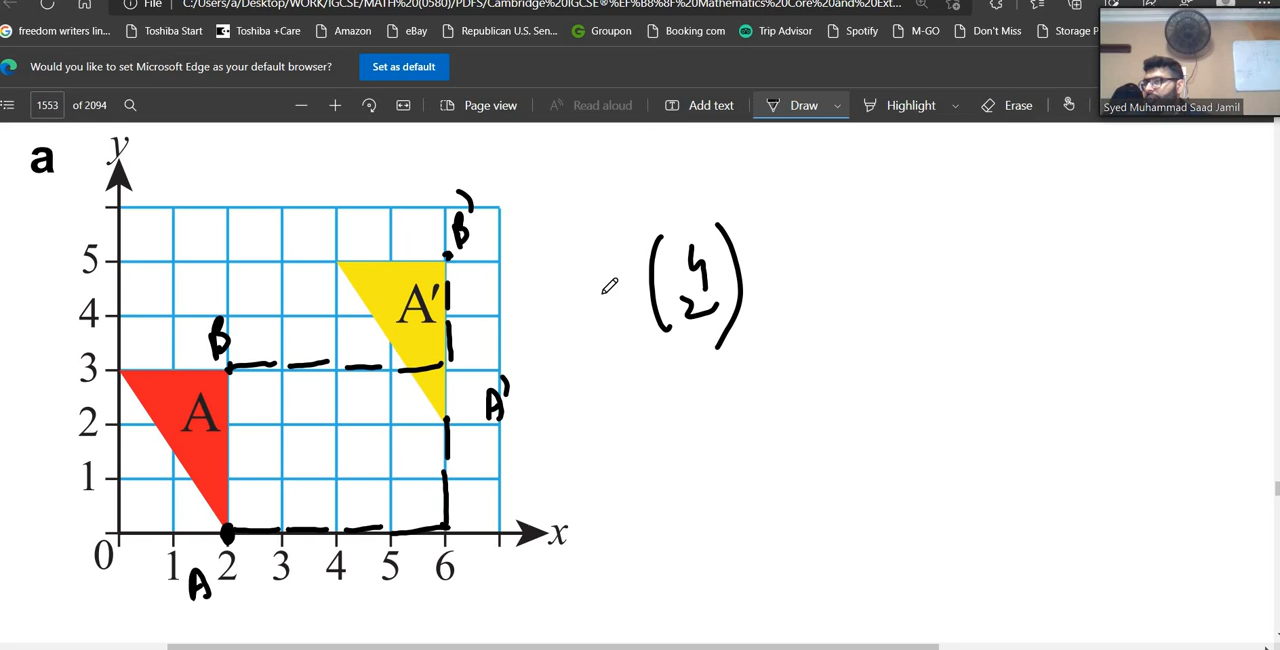 File C:/Users/a/Desktop/WORK/IGCSE/MATH%20(0580)/PDFS/Cambridge%20IGCSE®%EF%B8%8F%20Mathematics%20Core%20and%20Ext...
freedom writers lin... Toshiba Start Toshiba +Care Amazon eBay Republican U.S. Sen... Groupon Booking.com Trip Advisor Spotify M-GO Don't Miss Storage P
Would you like to set Microsoft Edge as your default browser? Set as default
1553 of 2094 Page view Read aloud Add text Draw Highlight Erase
Syed Muhammad Saad Jamil
a
y
B'
5
A'
4
B
3
A'
2
A
1
0 1 2 3 4 5 6 x
A
4
2